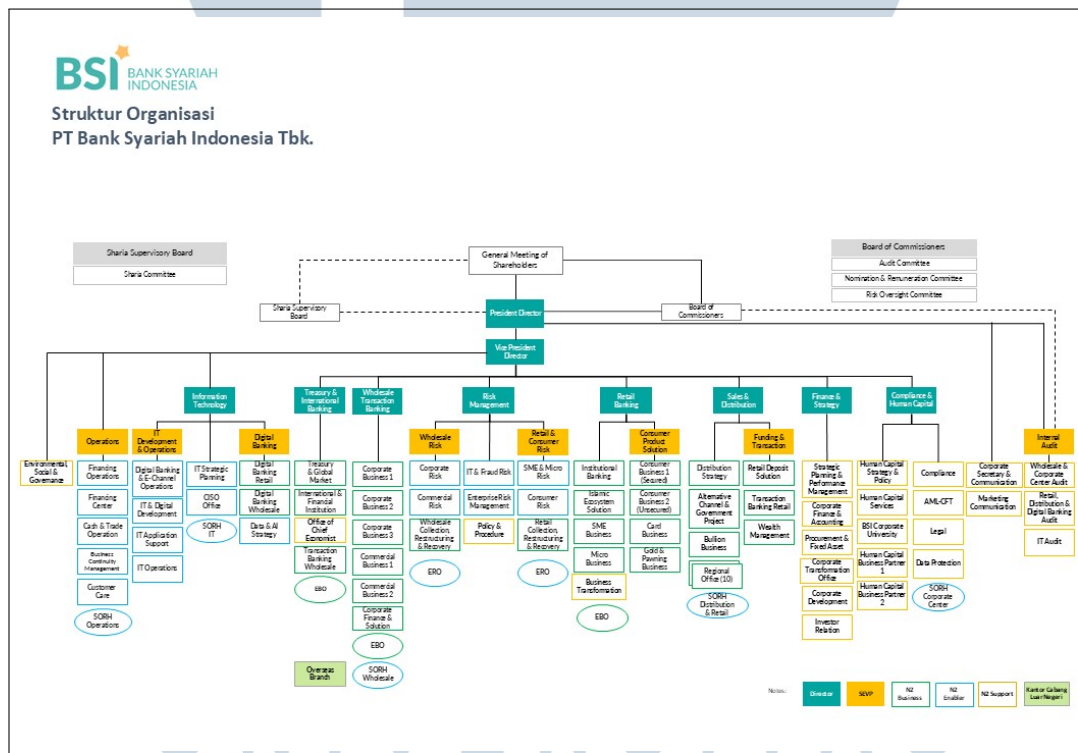 BSI BANK SYARIAH
INDONESIA
Struktur Organisasi
PT Bank Syariah Indonesia Tbk.
Sharia Supervisory Board
Sharia Committee
General Meeting of
Shareholders
Board of Commissioners
Audit Committee
Nomination & Remuneration Committee
Risk Oversight Committee
Sharia Supervisory
Board
President Director
Board of
Commissioners
Vice President
Director
Information
Technology
Treasury &
International
Banking
Wholesale
Transaction
Banking
Risk
Management
Retail
Banking
Sales &
Distribution
Finance &
Strategy
Compliance &
Human Capital
Operations
IT
Development
& Operations
Digital
Banking
Wholesale
Risk
Retail &
Consumer
Risk
Consumer
Product
Solution
Funding &
Transaction
Internal
Audit
Environmental,
Social &
Governance
Financing
Operations
Financing
Center
Cash & Trade
Operation
Business
Continuity
Management
Customer
Care
SORH
Operations
Digital Banking
& E-Channel
Operations
IT & Digital
Development
IT Application
Support
IT Operations
IT Strategic
Planning
CISO
Office
SORH
IT
Digital
Banking
Retail
Digital
Banking
Wholesale
Data & AI
Strategy
Treasury
& Global
Market
International
& Financial
Institution
Office of
Chief
Economist
Transaction
Banking
Wholesale
EBO
Overseas
Branch
Corporate
Business 1
Corporate
Business 2
Corporate
Business 3
Commercial
Business 1
Commercial
Business 2
Corporate
Finance &
Solution
EBO
SORH
Wholesale
Corporate
Risk
Commercial
Risk
Wholesale
Collection,
Restructuring
& Recovery
ERO
IT & Fraud Risk
Enterprise Risk
Management
Policy &
Procedure
SME & Micro
Risk
Consumer
Risk
Retail
Collection,
Restructuring
& Recovery
ERO
Institutional
Banking
Islamic
Ecosystem
Solution
SME
Business
Micro
Business
Business
Transformation
EBO
Consumer
Business 1
(Secured)
Consumer
Business 2
(Unsecured)
Card
Business
Gold &
Pawning
Business
Distribution
Strategy
Alternative
Channel &
Government
Project
Bullion
Business
Regional
Office (10)
SORH
Distribution
& Retail
Retail Deposit
Solution
Transaction
Banking Retail
Wealth
Management
Strategic
Planning &
Performance
Management
Corporate
Finance &
Accounting
Procurement &
Fixed Asset
Corporate
Transformation
Office
Corporate
Development
Investor
Relation
Human Capital
Strategy &
Policy
Human Capital
Services
BSI Corporate
University
Human Capital
Business Partner
1
Human Capital
Business Partner
2
Compliance
AML-CFT
Legal
Data Protection
SORH
Corporate
Center
Corporate
Secretary &
Communication
Marketing
Communication
Wholesale &
Corporate
Center Audit
Retail,
Distribution &
Digital Banking
Audit
IT Audit
Notes:
Director
SEVP
N2
Business
N2
Enabler
N2 Support
Kantor Cabang
Luar Negeri